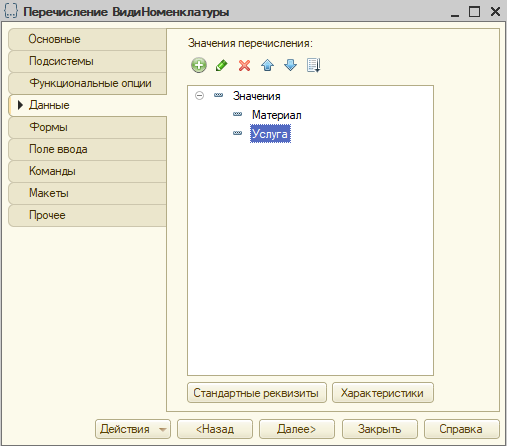 Перечисление ВидиНоменклатуры
Основные
Подсистемы
Функциональные опции
Данные
Формы
Поле ввода
Команды
Макеты
Прочее
Значения перечисления:
Значения
Материал
Услуга
Стандартные реквизиты
Характеристики
Действия
<Назад
Далее>
Закрыть
Справка